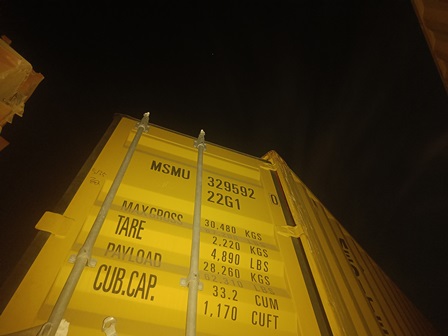 MSMU 329592 0
22G1
MAX.GROSS 30.480 KGS
TARE 2,220 KGS
4,890 LBS
PAYLOAD 28,260 KGS
CUB.CAP. 33.2 CUM
1,170 CUFT